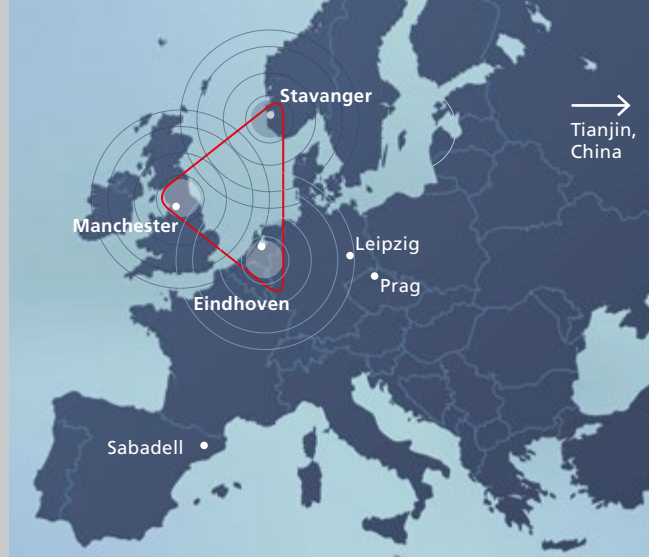 Stavanger
Tianjin,
China
Manchester
Leipzig
Prag
Eindhoven
Sabadell